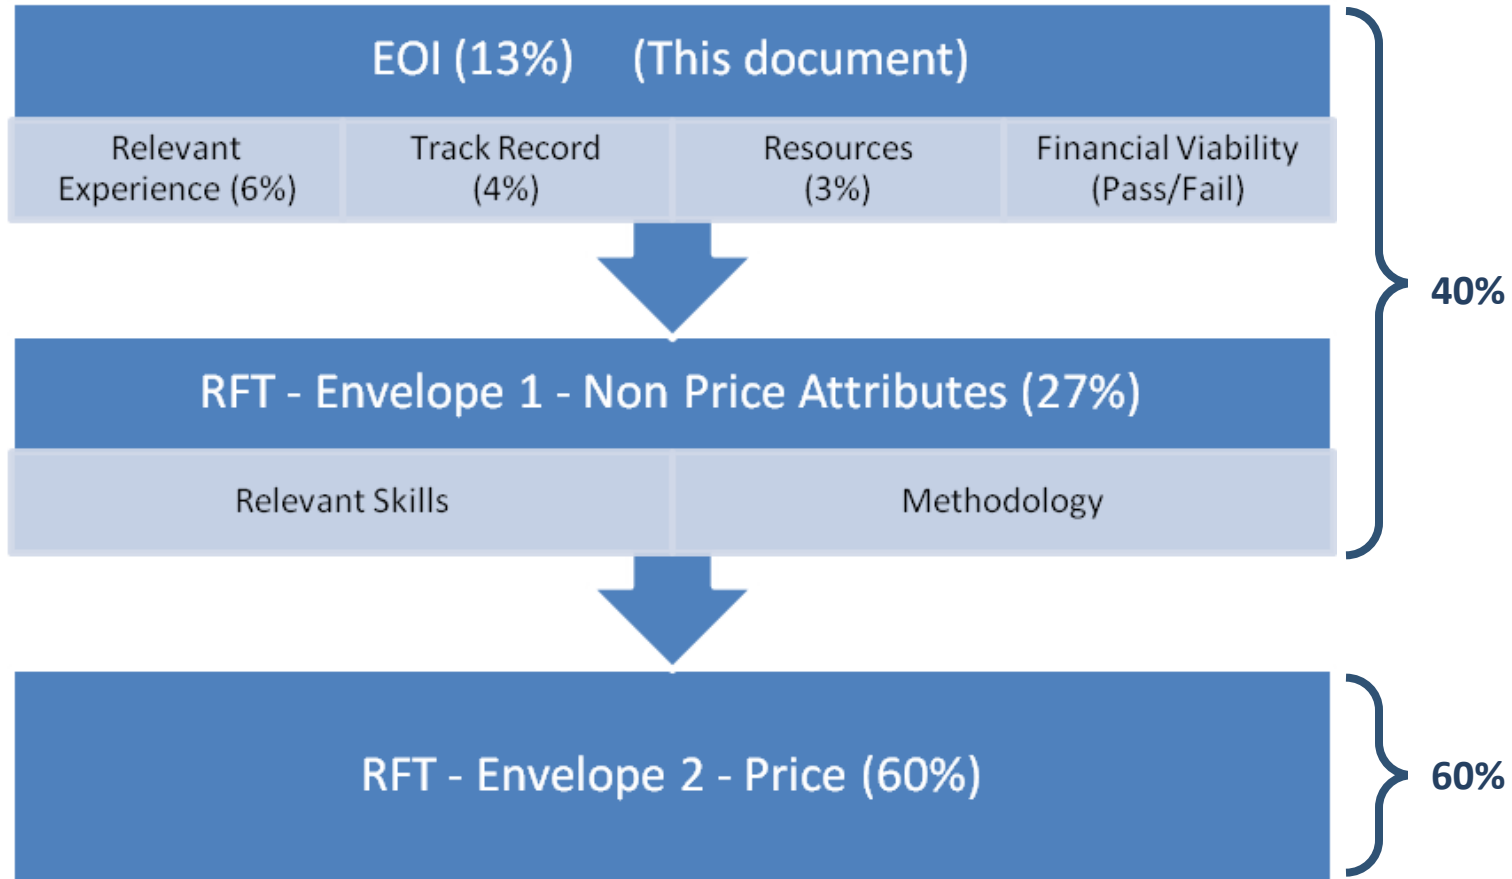 EOI (13%) (This document)
Relevant
Experience (6%)
Track Record
(4%)
Resources
(3%)
Financial Viability
(Pass/Fail)
40%
RFT - Envelope 1 - Non Price Attributes (27%)
Relevant Skills
Methodology
RFT - Envelope 2 - Price (60%)
60%